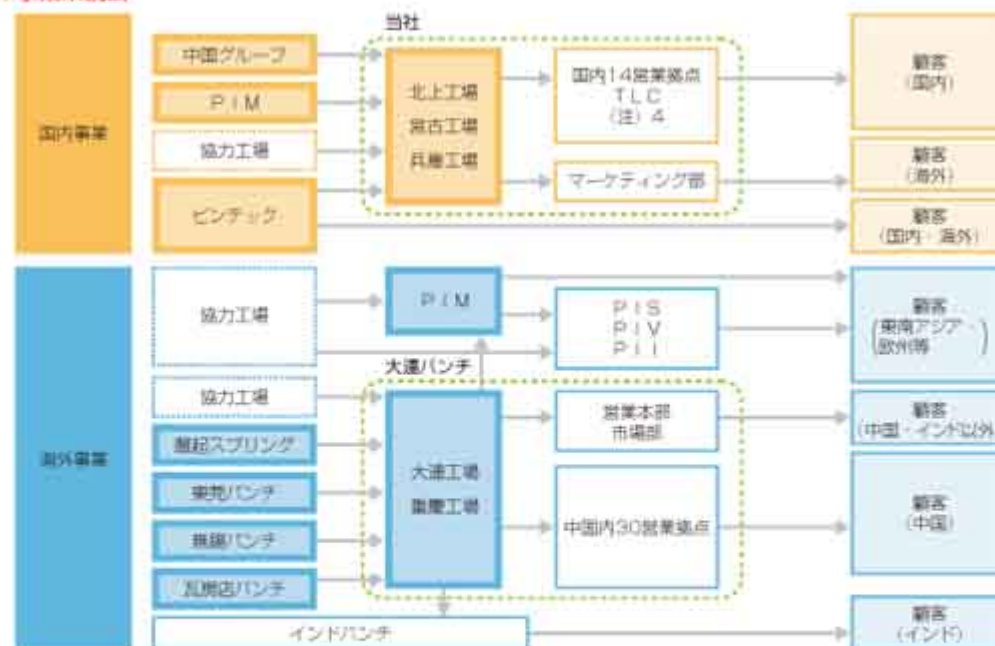 当社
国内事業
中国グループ
PIM
協力工場
ピンテック
北上工場
宮古工場
兵庫工場
国内14営業拠点
TLC
(注)4
マーケティング部
顧客
(国内)
顧客
(海外)
顧客
(国内・海外)
海外事業
協力工場
PIM
PIS
PIV
PII
顧客
(東南アジア・
欧州等)
大連パンチ
協力工場
盤起スプリング
東莞パンチ
無錫パンチ
瓦房店パンチ
大連工場
重慶工場
営業本部
市場部
中国内30営業拠点
顧客
(中国・インド以外)
顧客
(中国)
インドパンチ
顧客
(インド)